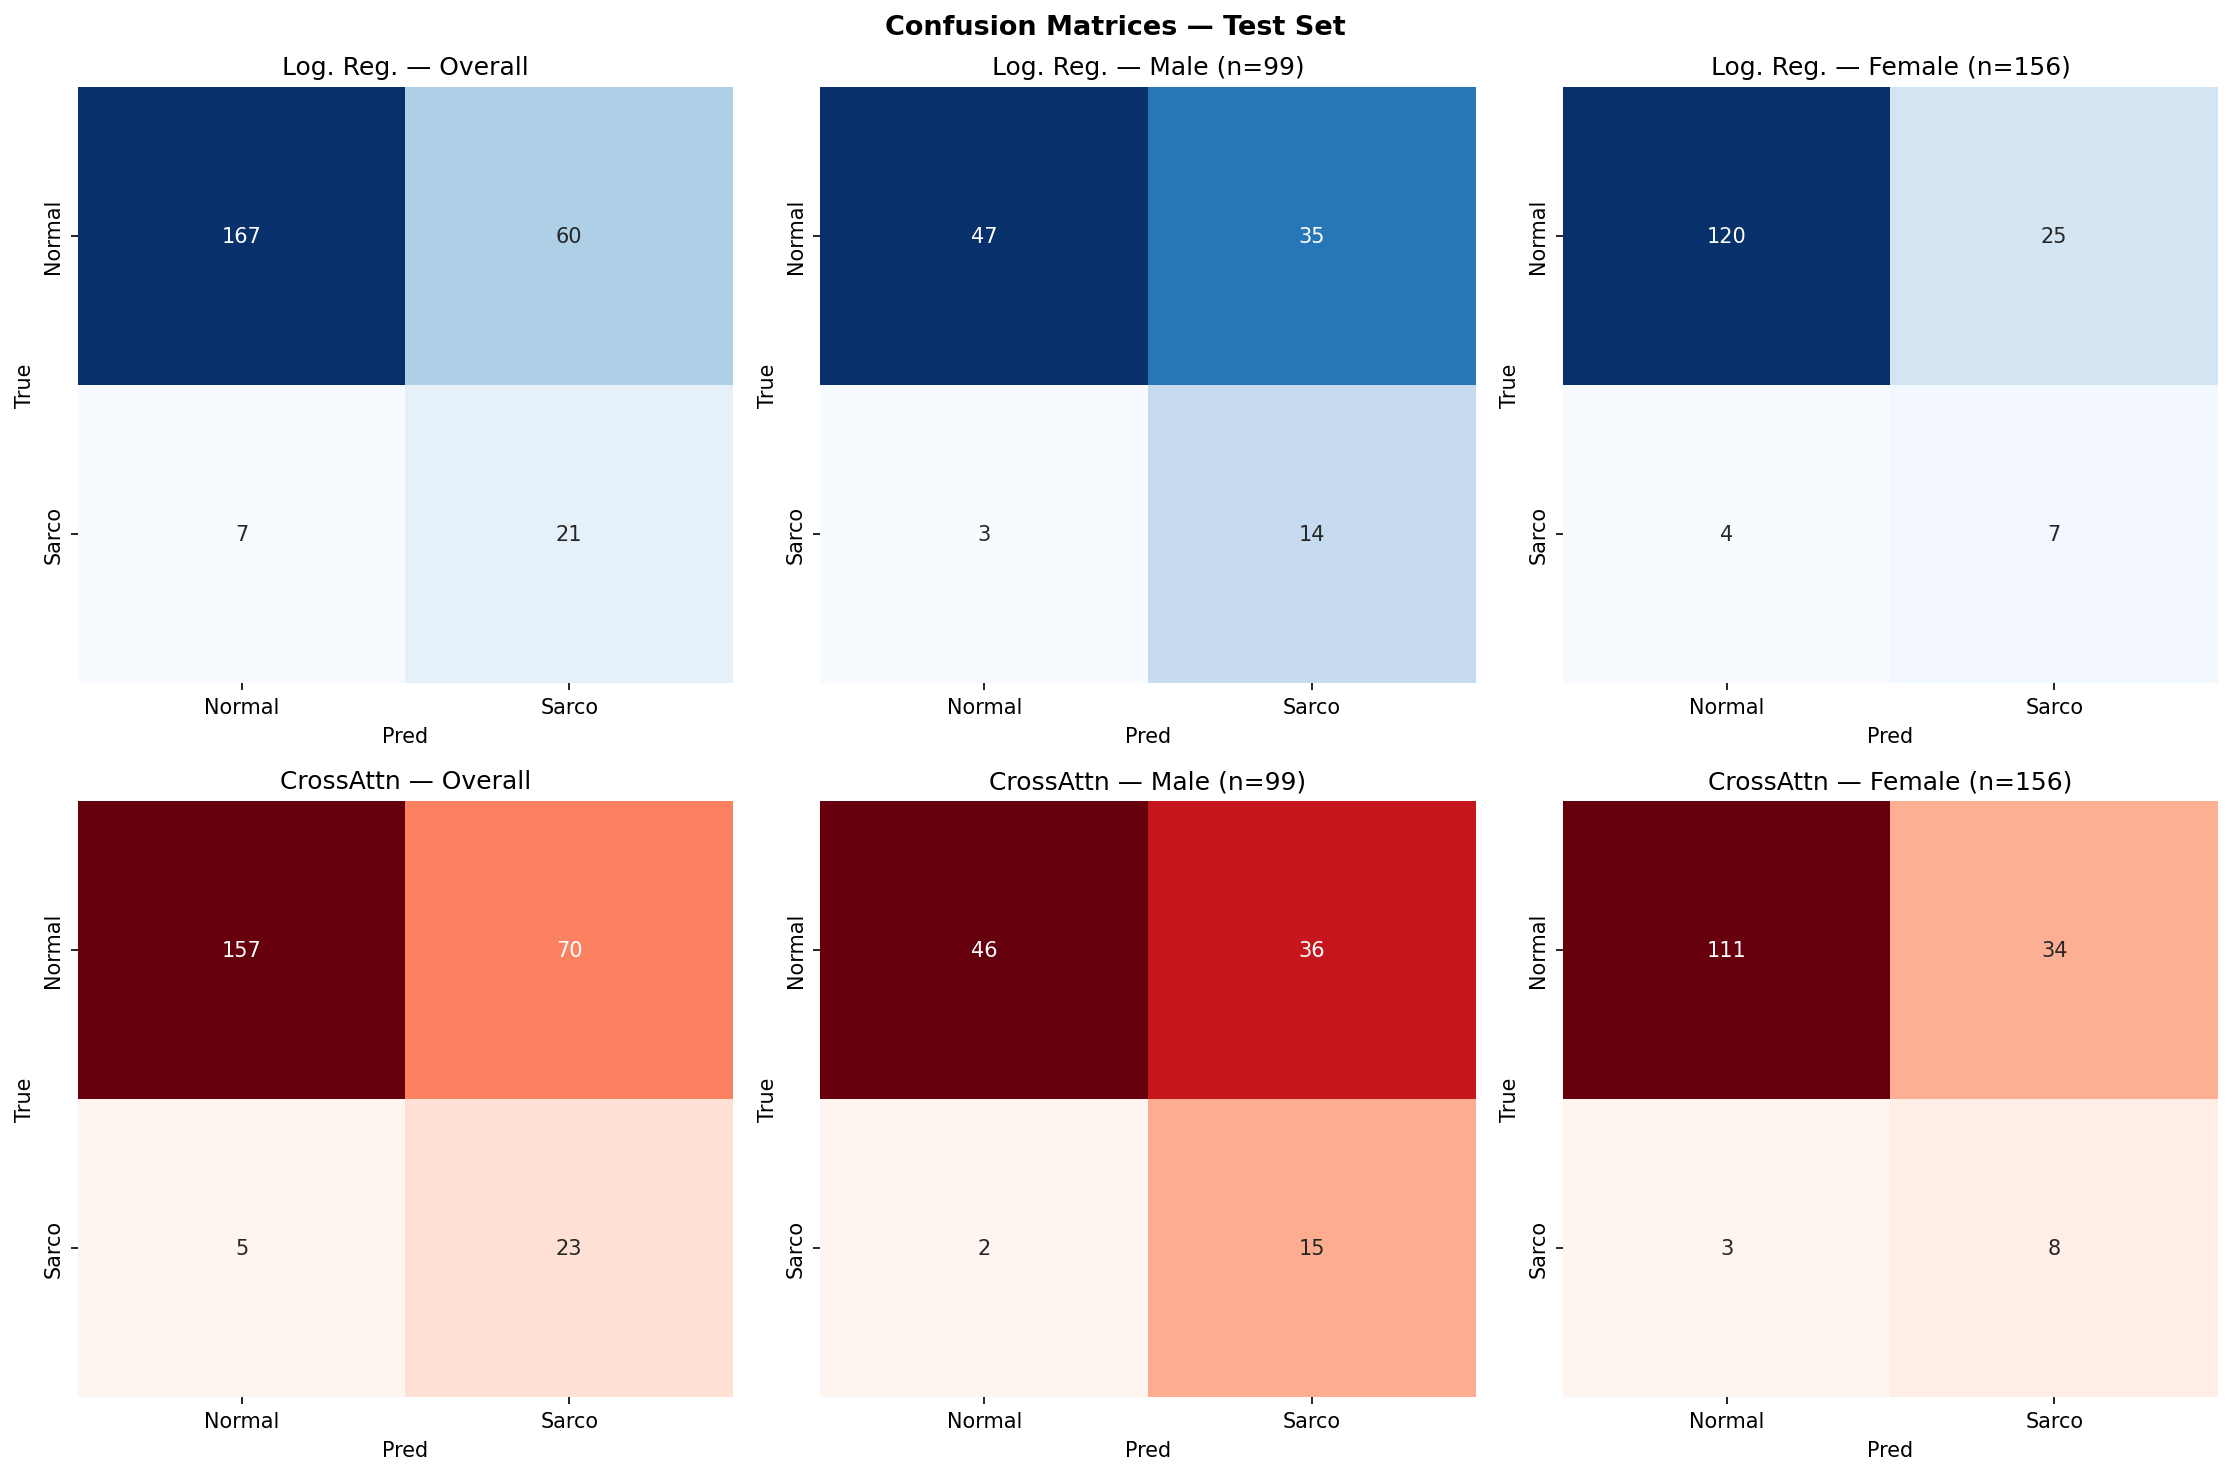 Confusion Matrices — Test Set
Log. Reg. — Overall
Normal
167
60
True
Sarco
7
21
Normal
Sarco
Pred
Log. Reg. — Male (n=99)
Normal
47
35
True
Sarco
3
14
Normal
Sarco
Pred
Log. Reg. — Female (n=156)
Normal
120
25
True
Sarco
4
7
Normal
Sarco
Pred
CrossAttn — Overall
Normal
157
70
True
Sarco
5
23
Normal
Sarco
Pred
CrossAttn — Male (n=99)
Normal
46
36
True
Sarco
2
15
Normal
Sarco
Pred
CrossAttn — Female (n=156)
Normal
111
34
True
Sarco
3
8
Normal
Sarco
Pred